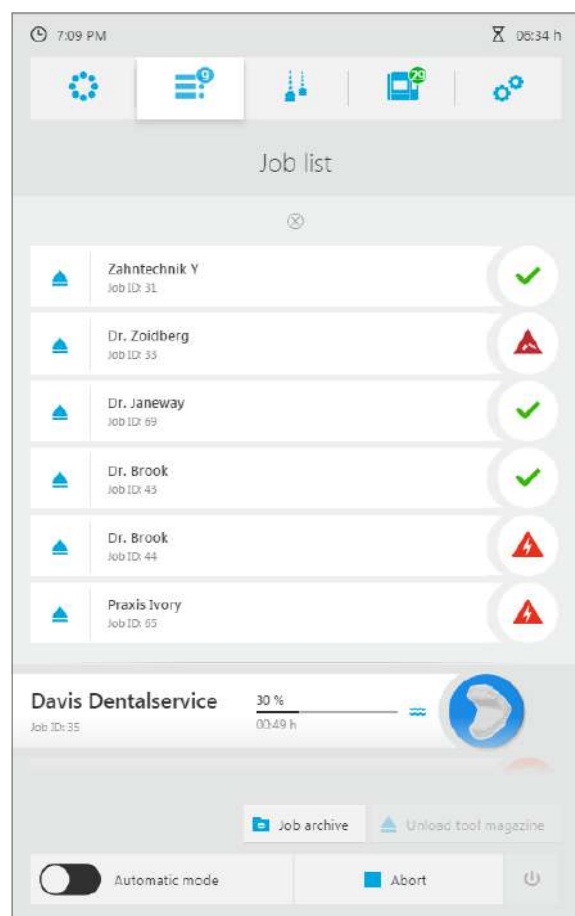 7:09 PM
06:34 h
9
29
Job list
Zahntechnik Y
Job ID: 31
Dr. Zoidberg
Job ID: 33
Dr. Janeway
Job ID: 69
Dr. Brook
Job ID: 43
Dr. Brook
Job ID: 44
Praxis Ivory
Job ID: 65
Davis Dentalservice
30 %
Job ID: 35
00:49 h
Job archive
Unload tool magazine
Automatic mode
Abort